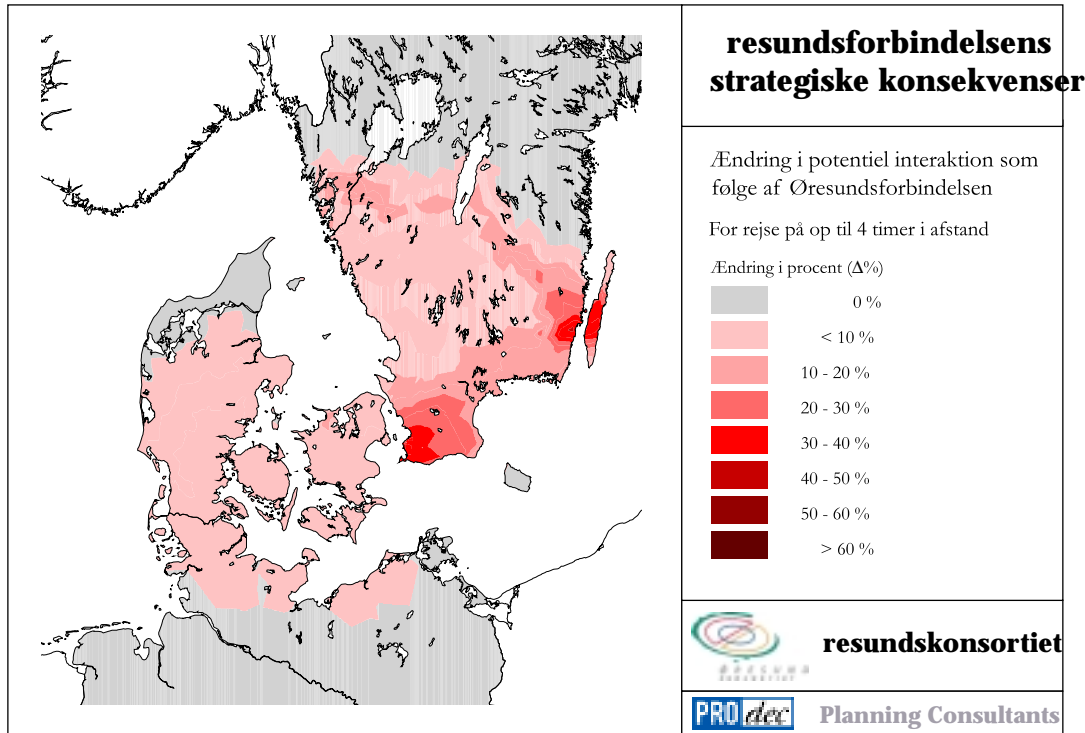 resundsforbindelsens
strategiske konsekvenser
Ændring i potentiel interaktion som
følge af Øresundsforbindelsen
For rejse på op til 4 timer i afstand
Ændring i procent (Δ%)
0 %
< 10 %
10 - 20 %
20 - 30 %
30 - 40 %
40 - 50 %
50 - 60 %
> 60 %
resundskonsortiet
PRO dec Planning Consultants